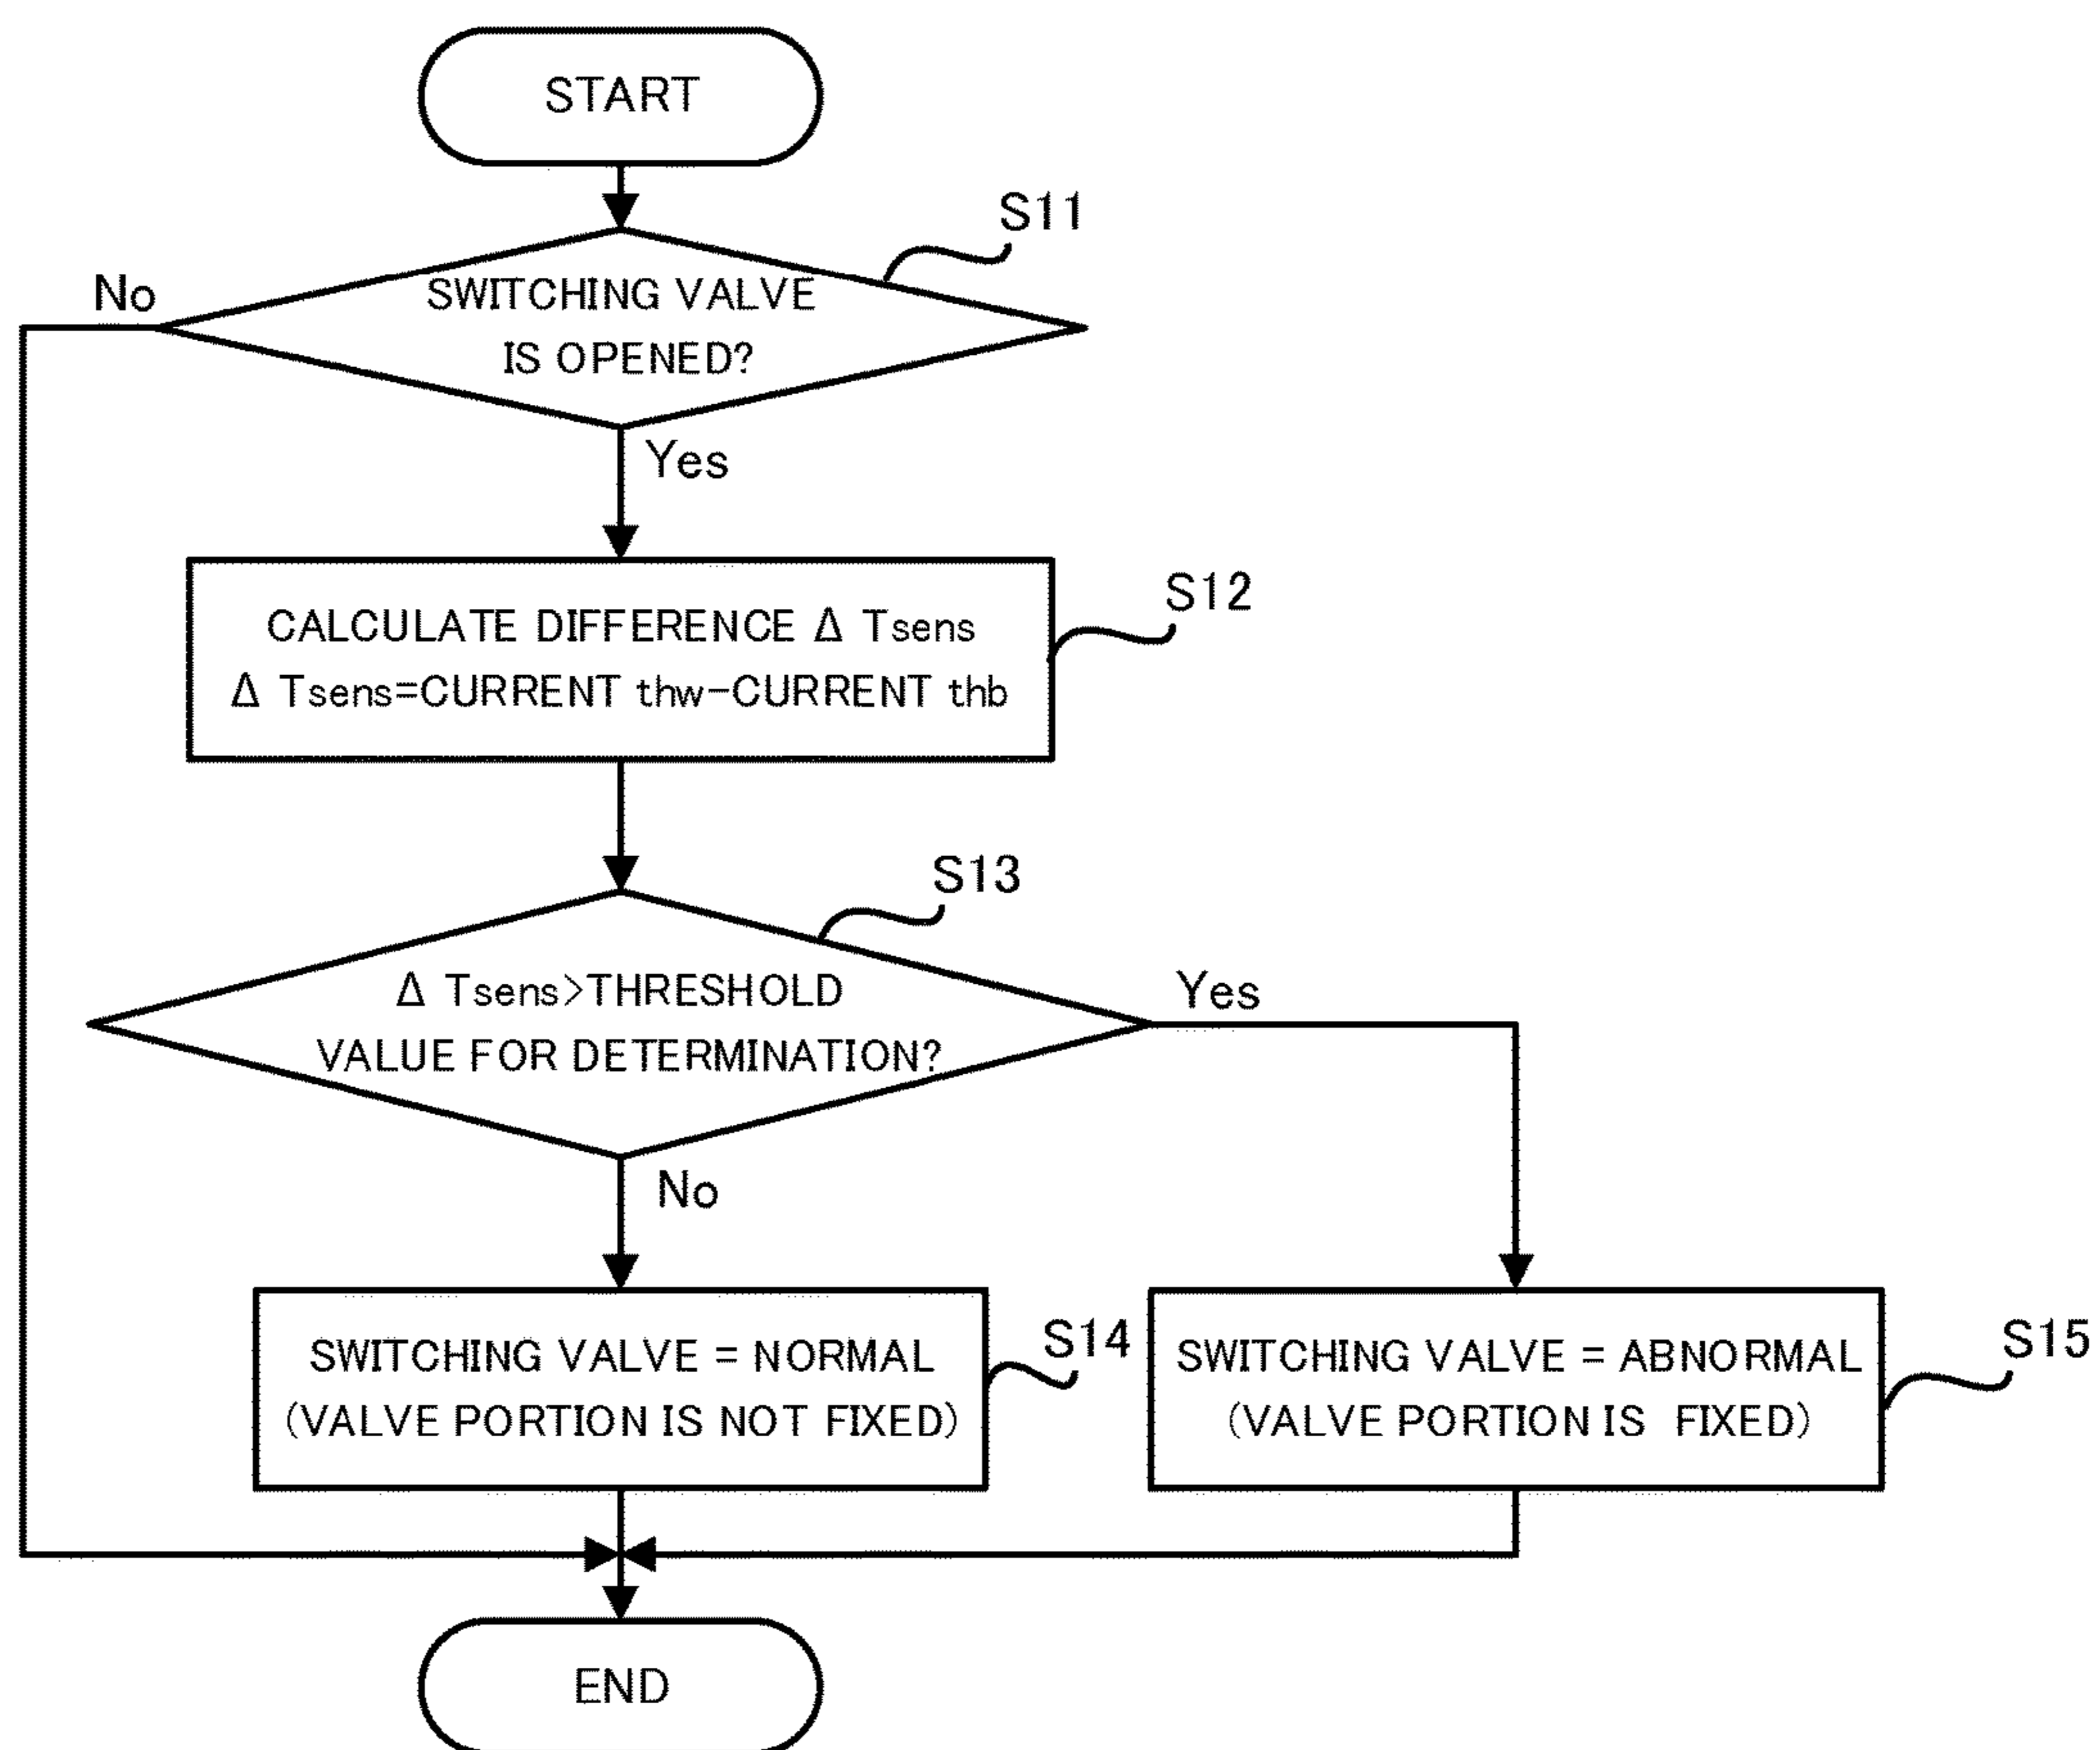 START
S11
No
SWITCHING VALVE
IS OPENED?
Yes
S12
CALCULATE DIFFERENCE Δ Tsens
Δ Tsens=CURRENT thw-CURRENT thb
S13
Δ Tsens>THRESHOLD
VALUE FOR DETERMINATION?
Yes
No
S14
SWITCHING VALVE = NORMAL
(VALVE PORTION IS NOT FIXED)
S15
SWITCHING VALVE = ABNORMAL
(VALVE PORTION IS FIXED)
END